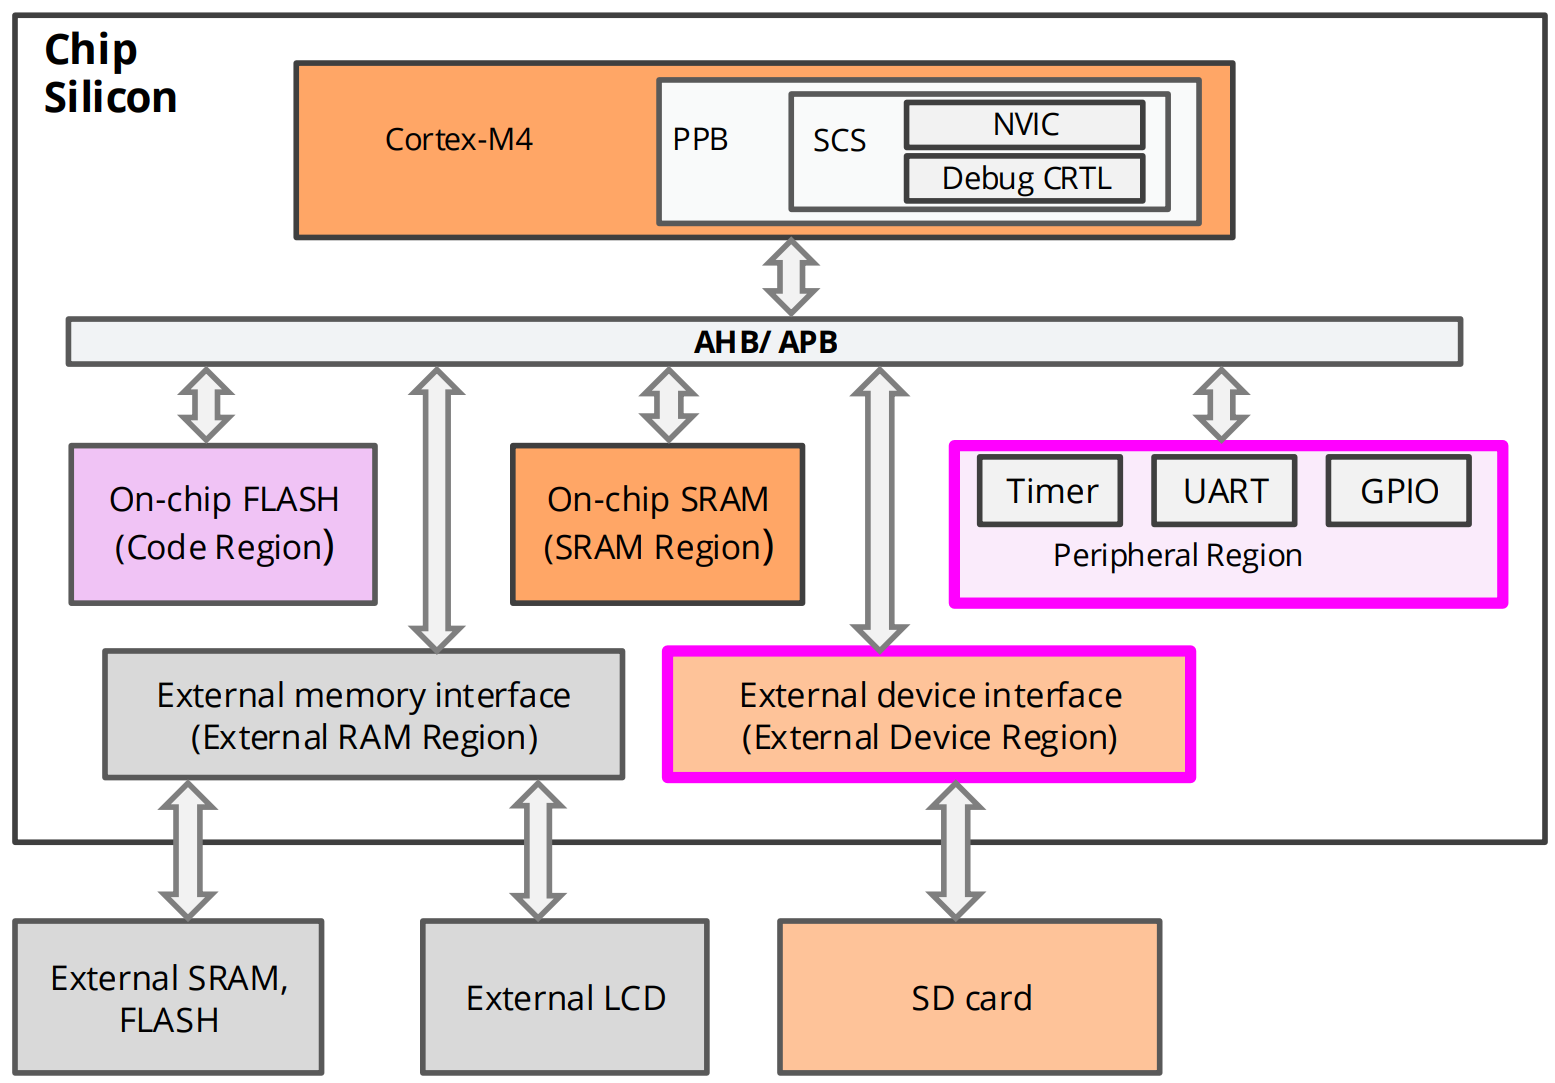 Chip
Silicon
Cortex-M4
PPB
SCS
NVIC
Debug CRTL
AHB/ APB
On-chip FLASH
(Code Region)
On-chip SRAM
(SRAM Region)
Timer
UART
GPIO
Peripheral Region
External memory interface
(External RAM Region)
External device interface
(External Device Region)
External SRAM,
FLASH
External LCD
SD card